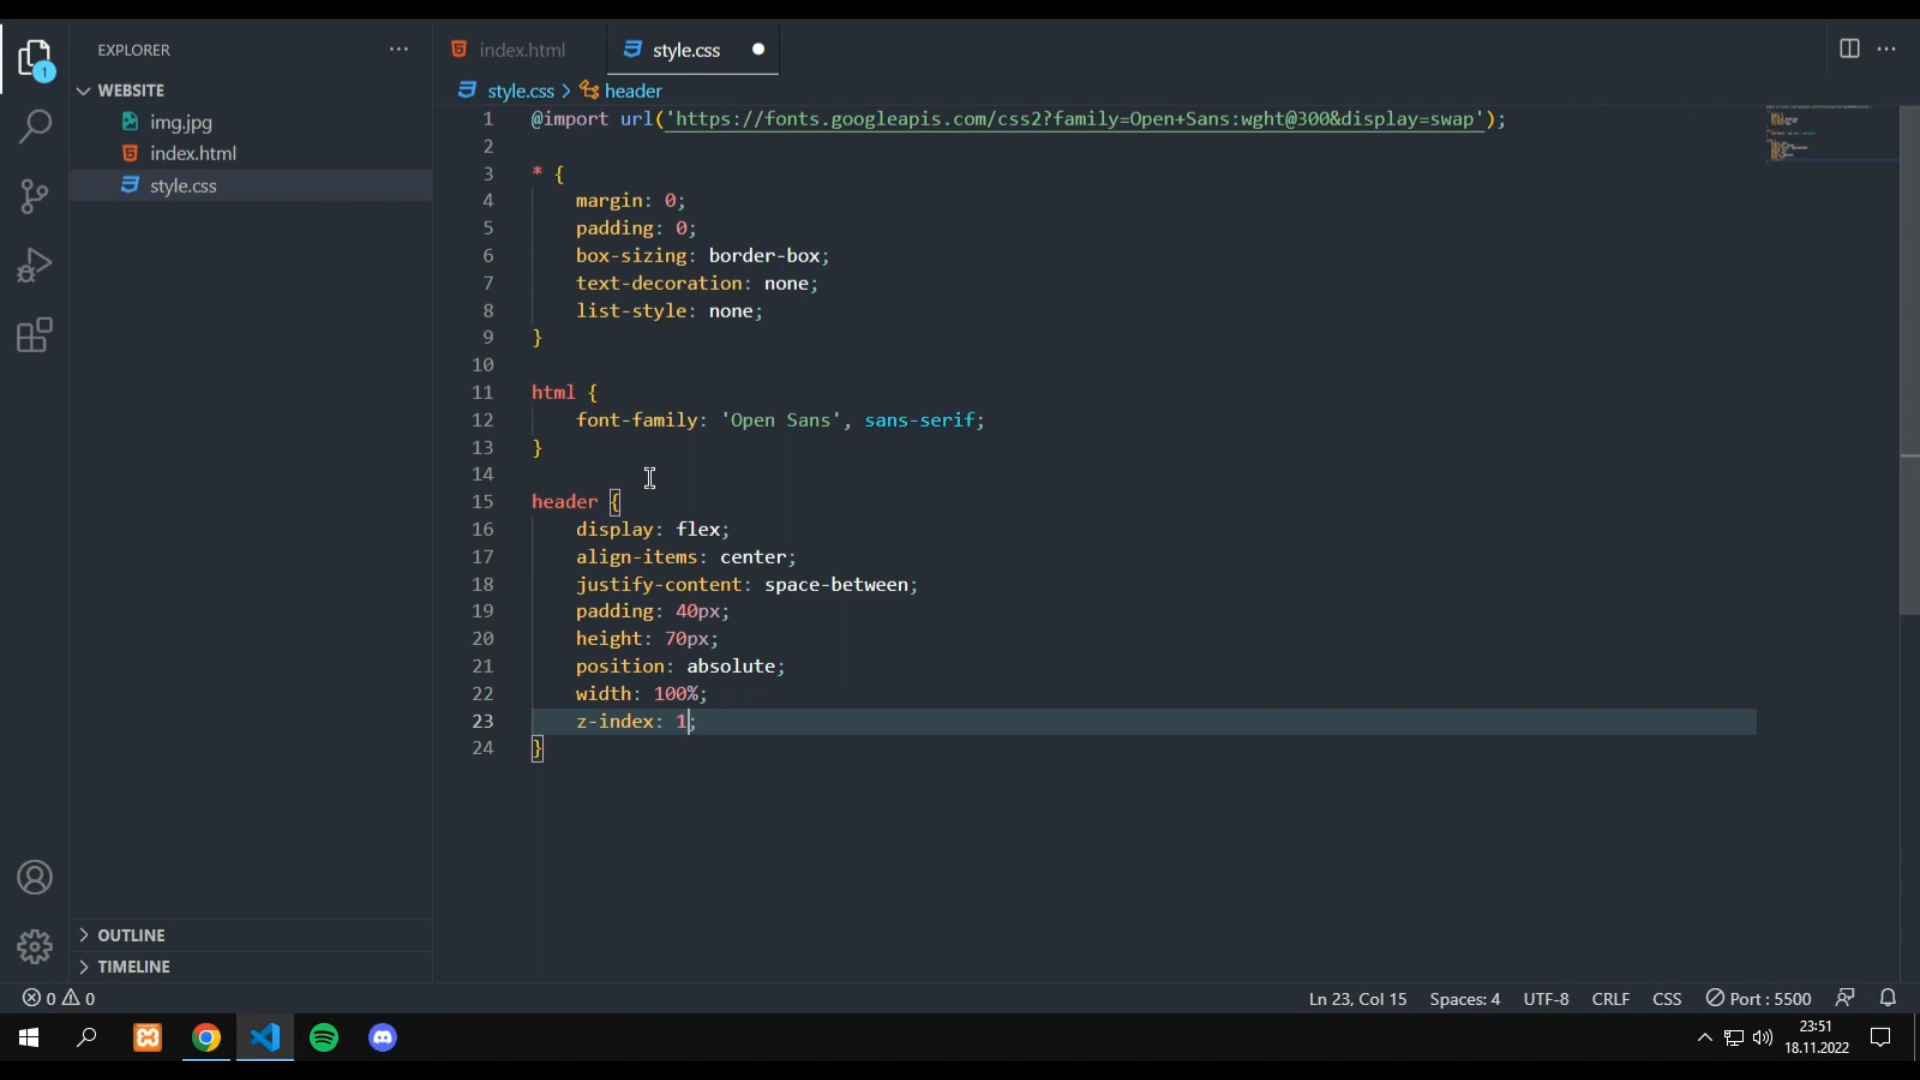 EXPLORER
···
index.html
style.css
···
1
WEBSITE
style.css > header
img.jpg
index.html
style.css
1 @import url('https://fonts.googleapis.com/css2?family=Open+Sans:wght@300&display=swap');
2
3 * {
4 margin: 0;
5 padding: 0;
6 box-sizing: border-box;
7 text-decoration: none;
8 list-style: none;
9 }
10
11 html {
12 font-family: 'Open Sans', sans-serif;
13 }
14
15 header {
16 display: flex;
17 align-items: center;
18 justify-content: space-between;
19 padding: 40px;
20 height: 70px;
21 position: absolute;
22 width: 100%;
23 z-index: 1;
24 }
OUTLINE
TIMELINE
0 0
Ln 23, Col 15 Spaces: 4 UTF-8 CRLF CSS Port : 5500
23:51
18.11.2022